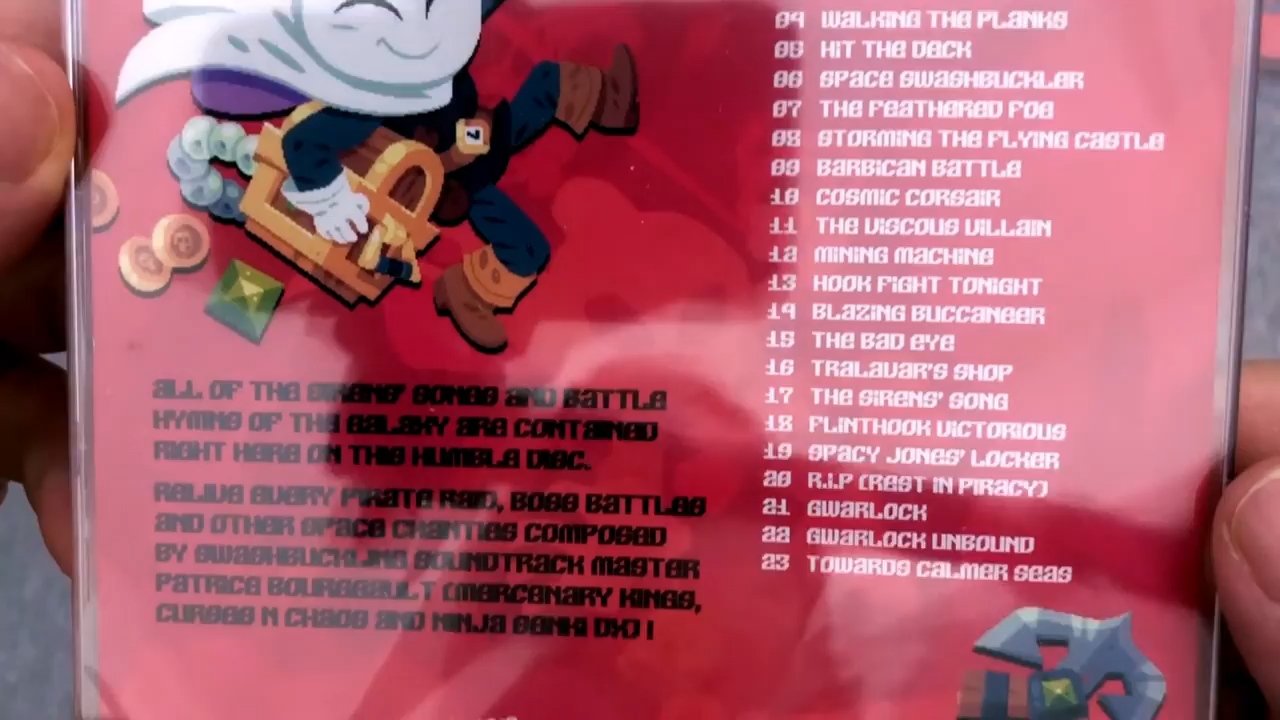 04 WALKING THE PLANKS
05 HIT THE DECK
06 SPACE SWASHBUCKLER
07 THE FEATHERED FOE
08 STORMING THE FLYING CASTLE
09 BARBICAN BATTLE
10 COSMIC CORSAIR
11 THE VISCOUS VILLAIN
12 MINING MACHINE
13 HOOK FIGHT TONIGHT
14 BLAZING BUCCANEER
15 THE BAD EYE
16 TRALAVAR'S SHOP
17 THE SIRENS' SONG
18 FLINTHOOK VICTORIOUS
19 SPACY JONES' LOCKER
20 R.I.P (REST IN PIRACY)
21 GWARLOCK
22 GWARLOCK UNBOUND
23 TOWARDS CALMER SEAS
ALL OF THE SIRENS' SONGS AND BATTLE
HYMNS OF THE GALAXY ARE CONTAINED
RIGHT HERE ON THIS HUMBLE DISC.
RELIVE EVERY PIRATE RAID, BOSS BATTLES
AND OTHER SPACE CHANTIES COMPOSED
BY SWASHBUCKLING SOUNDTRACK MASTER
PATRICE BOURGEAULT (MERCENARY KINGS,
CURSES N CHAOS AND NINJA SENKI DX) !